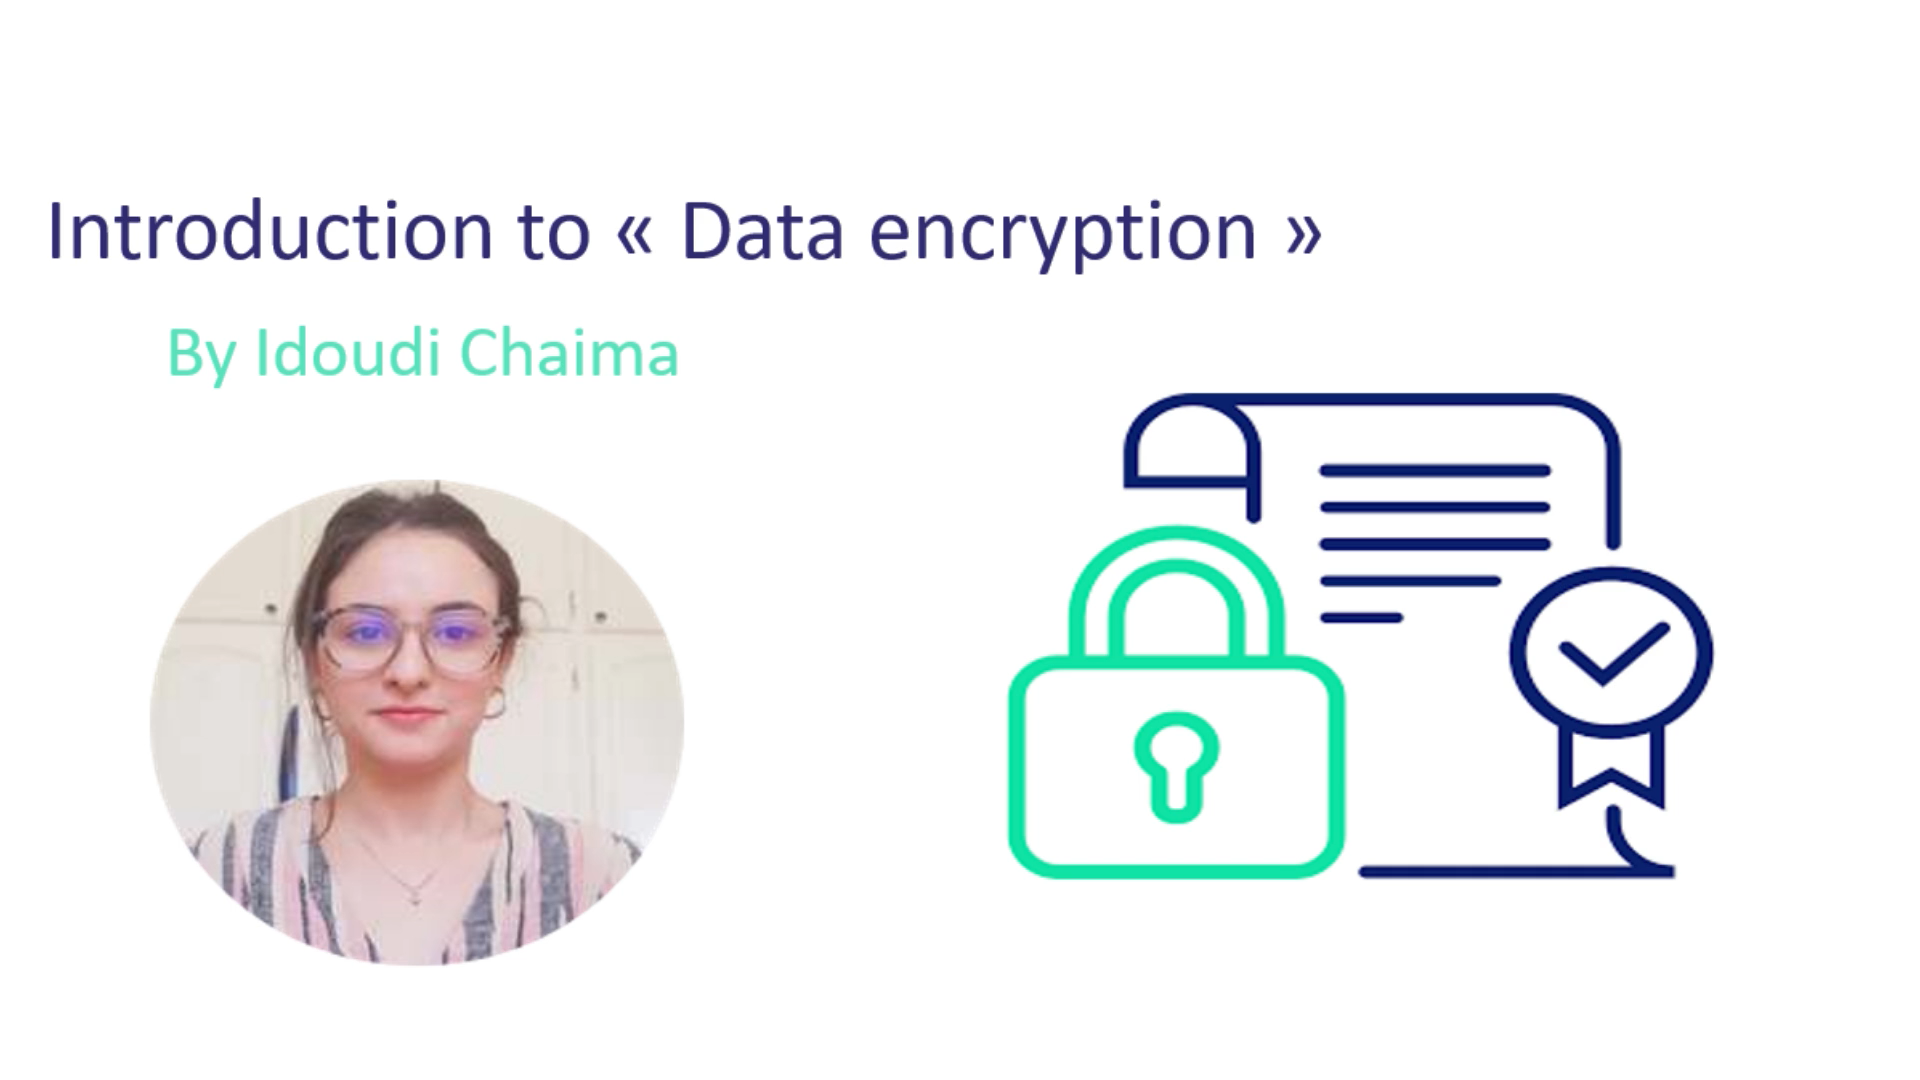 Introduction to « Data encryption »
By Idoudi Chaima